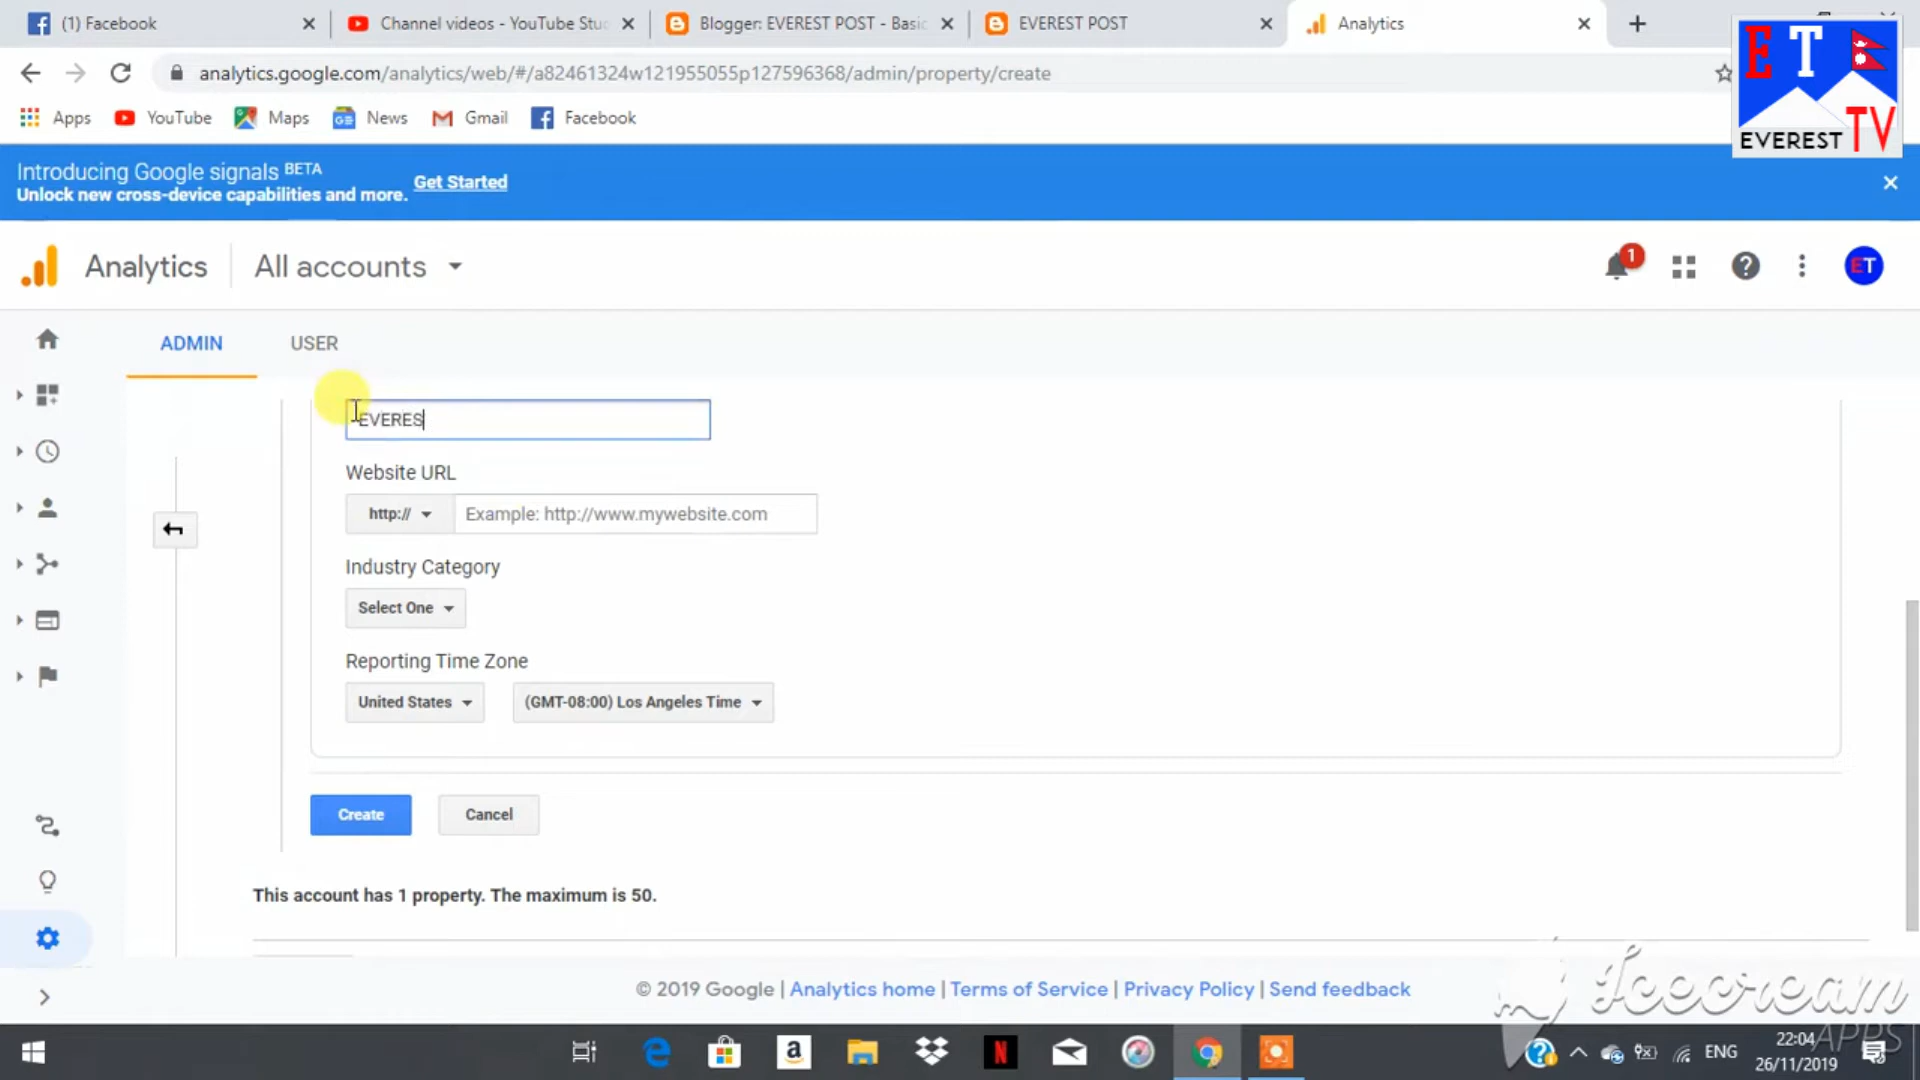 (1) Facebook
Channel videos - YouTube Stu
Blogger: EVEREST POST - Basic
EVEREST POST
Analytics
analytics.google.com/analytics/web/#/a82461324w121955055p127596368/admin/property/create
Apps
YouTube
Maps
News
Gmail
Facebook
E T
EVEREST TV
Introducing Google signals BETA
Unlock new cross-device capabilities and more.
Get Started
Analytics
All accounts
1
ET
ADMIN
USER
EVERES
Website URL
http://
Example: http://www.mywebsite.com
Industry Category
Select One
Reporting Time Zone
United States
(GMT-08:00) Los Angeles Time
Create
Cancel
This account has 1 property. The maximum is 50.
© 2019 Google | Analytics home | Terms of Service | Privacy Policy | Send feedback
Icecream
APPS
ENG
22:04
26/11/2019